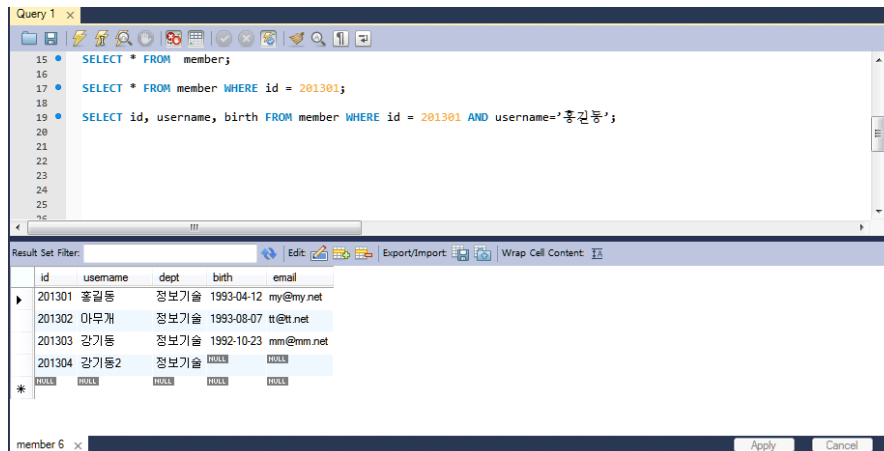 Query 1
15 SELECT * FROM member;
16
17 SELECT * FROM member WHERE id = 201301;
18
19 SELECT id, username, birth FROM member WHERE id = 201301 AND username='홍길동';
20
21
22
23
24
25
26
Result Set Filter: Edit: Export/Import: Wrap Cell Content:
id username dept birth email
201301 홍길동 정보기술 1993-04-12 my@my.net
201302 아무개 정보기술 1993-08-07 tt@tt.net
201303 강기동 정보기술 1992-10-23 mm@mm.net
201304 강기동2 정보기술 NULL NULL
NULL NULL NULL NULL NULL
member 6 Apply Cancel